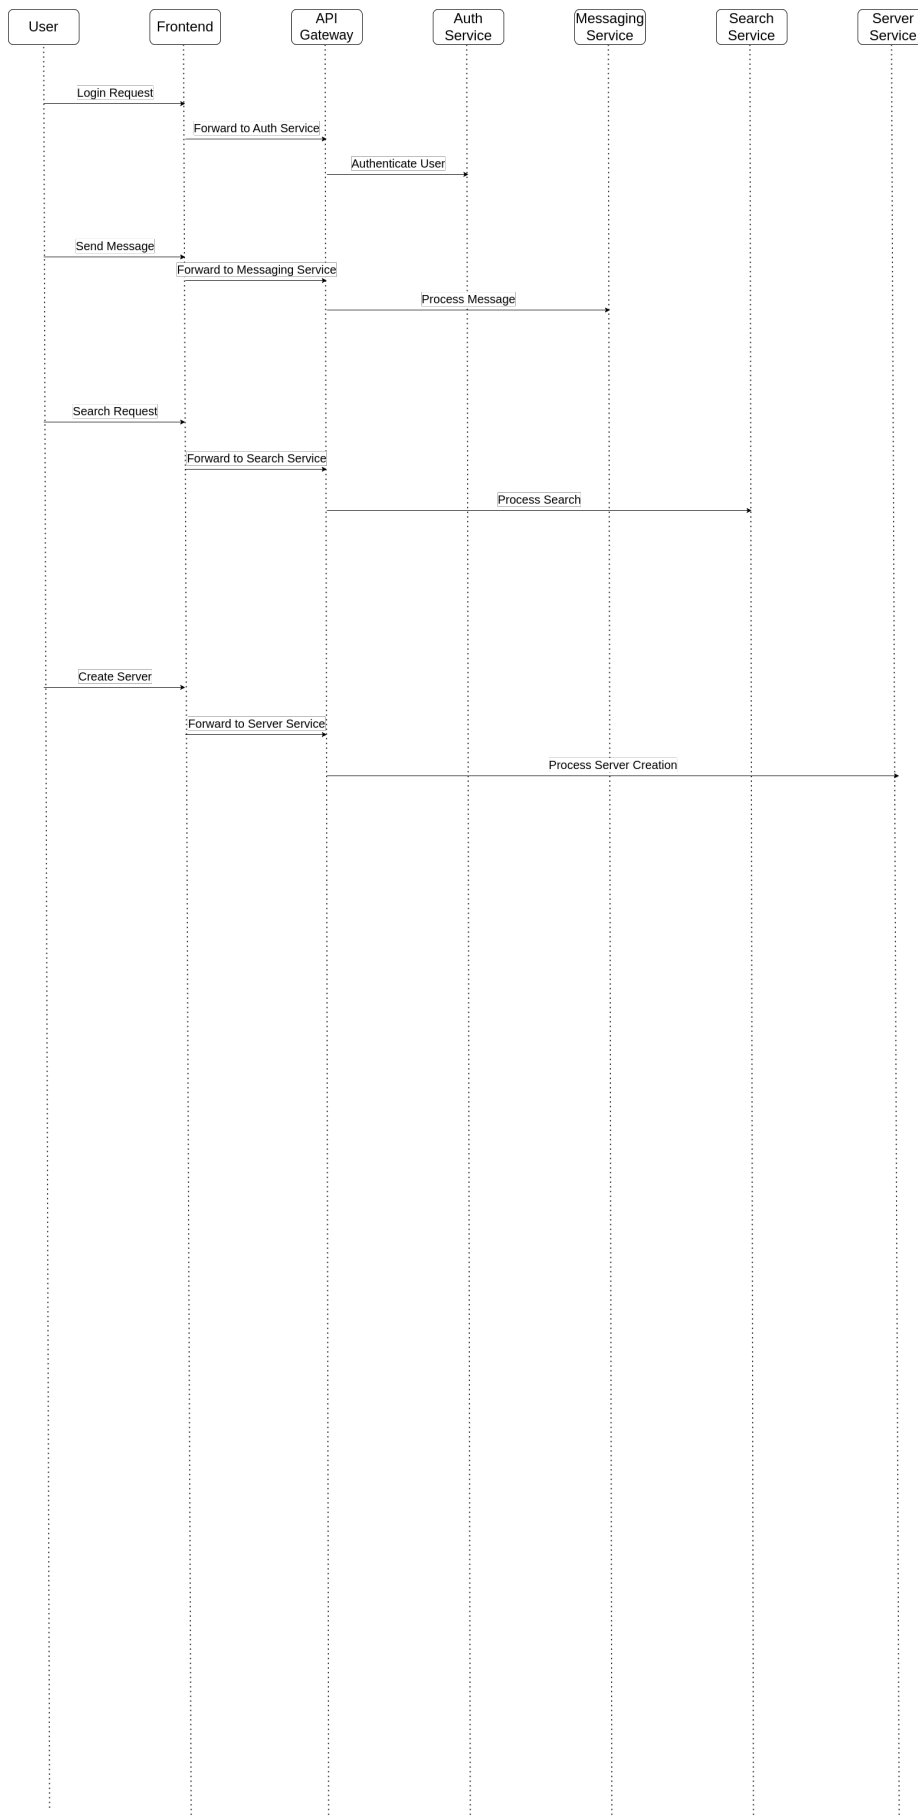 User
Frontend
API
Gateway
Auth
Service
Messaging
Service
Search
Service
Server
Service
Login Request
Forward to Auth Service
Authenticate User
Send Message
Forward to Messaging Service
Process Message
Search Request
Forward to Search Service
Process Search
Create Server
Forward to Server Service
Process Server Creation